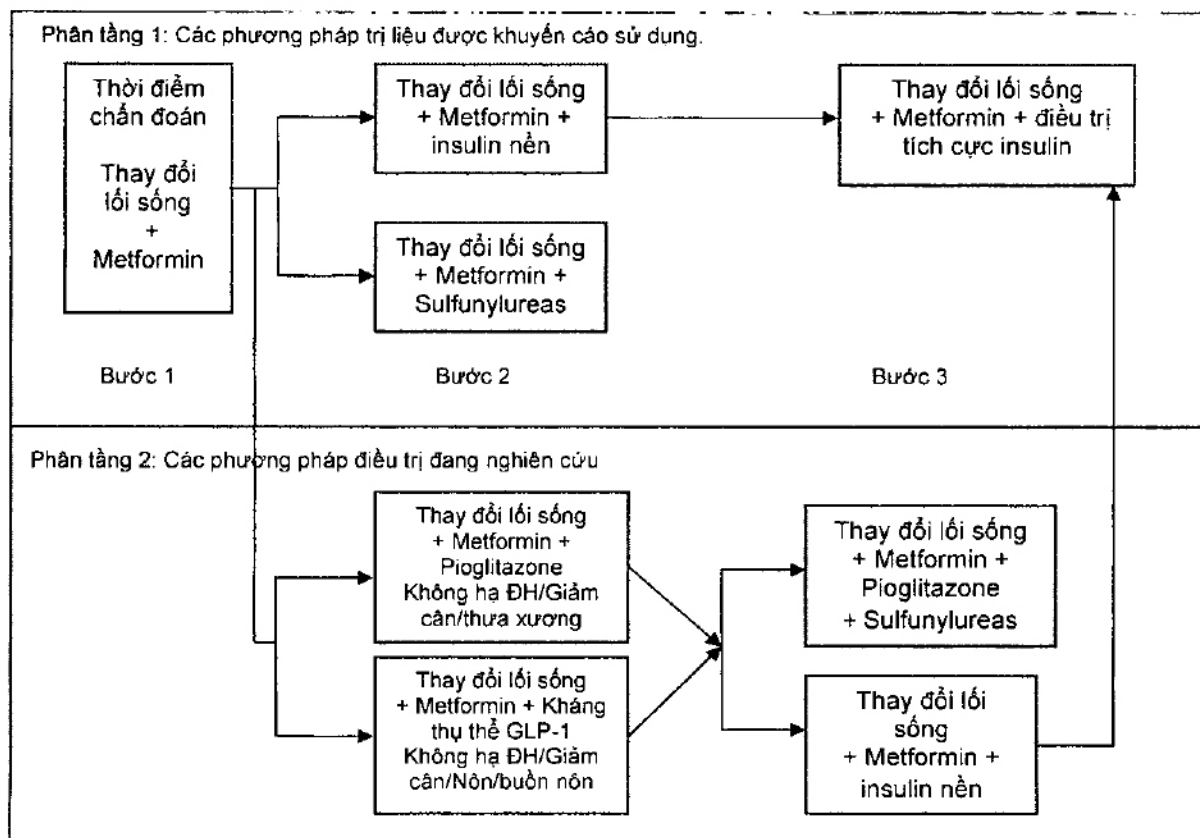 Phân tầng 1: Các phương pháp trị liệu được khuyến cáo sử dụng.
Thời điểm
chẩn đoán
Thay đổi
lối sống
+
Metformin
Thay đổi lối sống
+ Metformin +
insulin nền
Thay đổi lối sống
+ Metformin + điều trị
tích cực insulin
Thay đổi lối sống
+ Metformin +
Sulfunylureas
Bước 1
Bước 2
Bước 3
Phân tầng 2: Các phương pháp điều trị đang nghiên cứu
Thay đổi lối sống
+ Metformin +
Pioglitazone
Không hạ ĐH/Giảm
cân/thưa xương
Thay đổi lối sống
+ Metformin + Kháng
thụ thể GLP-1
Không hạ ĐH/Giảm
cân/Nôn/buồn nôn
Thay đổi lối sống
+ Metformin +
Pioglitazone
+ Sulfunylureas
Thay đổi lối
sống
+ Metformin +
insulin nền